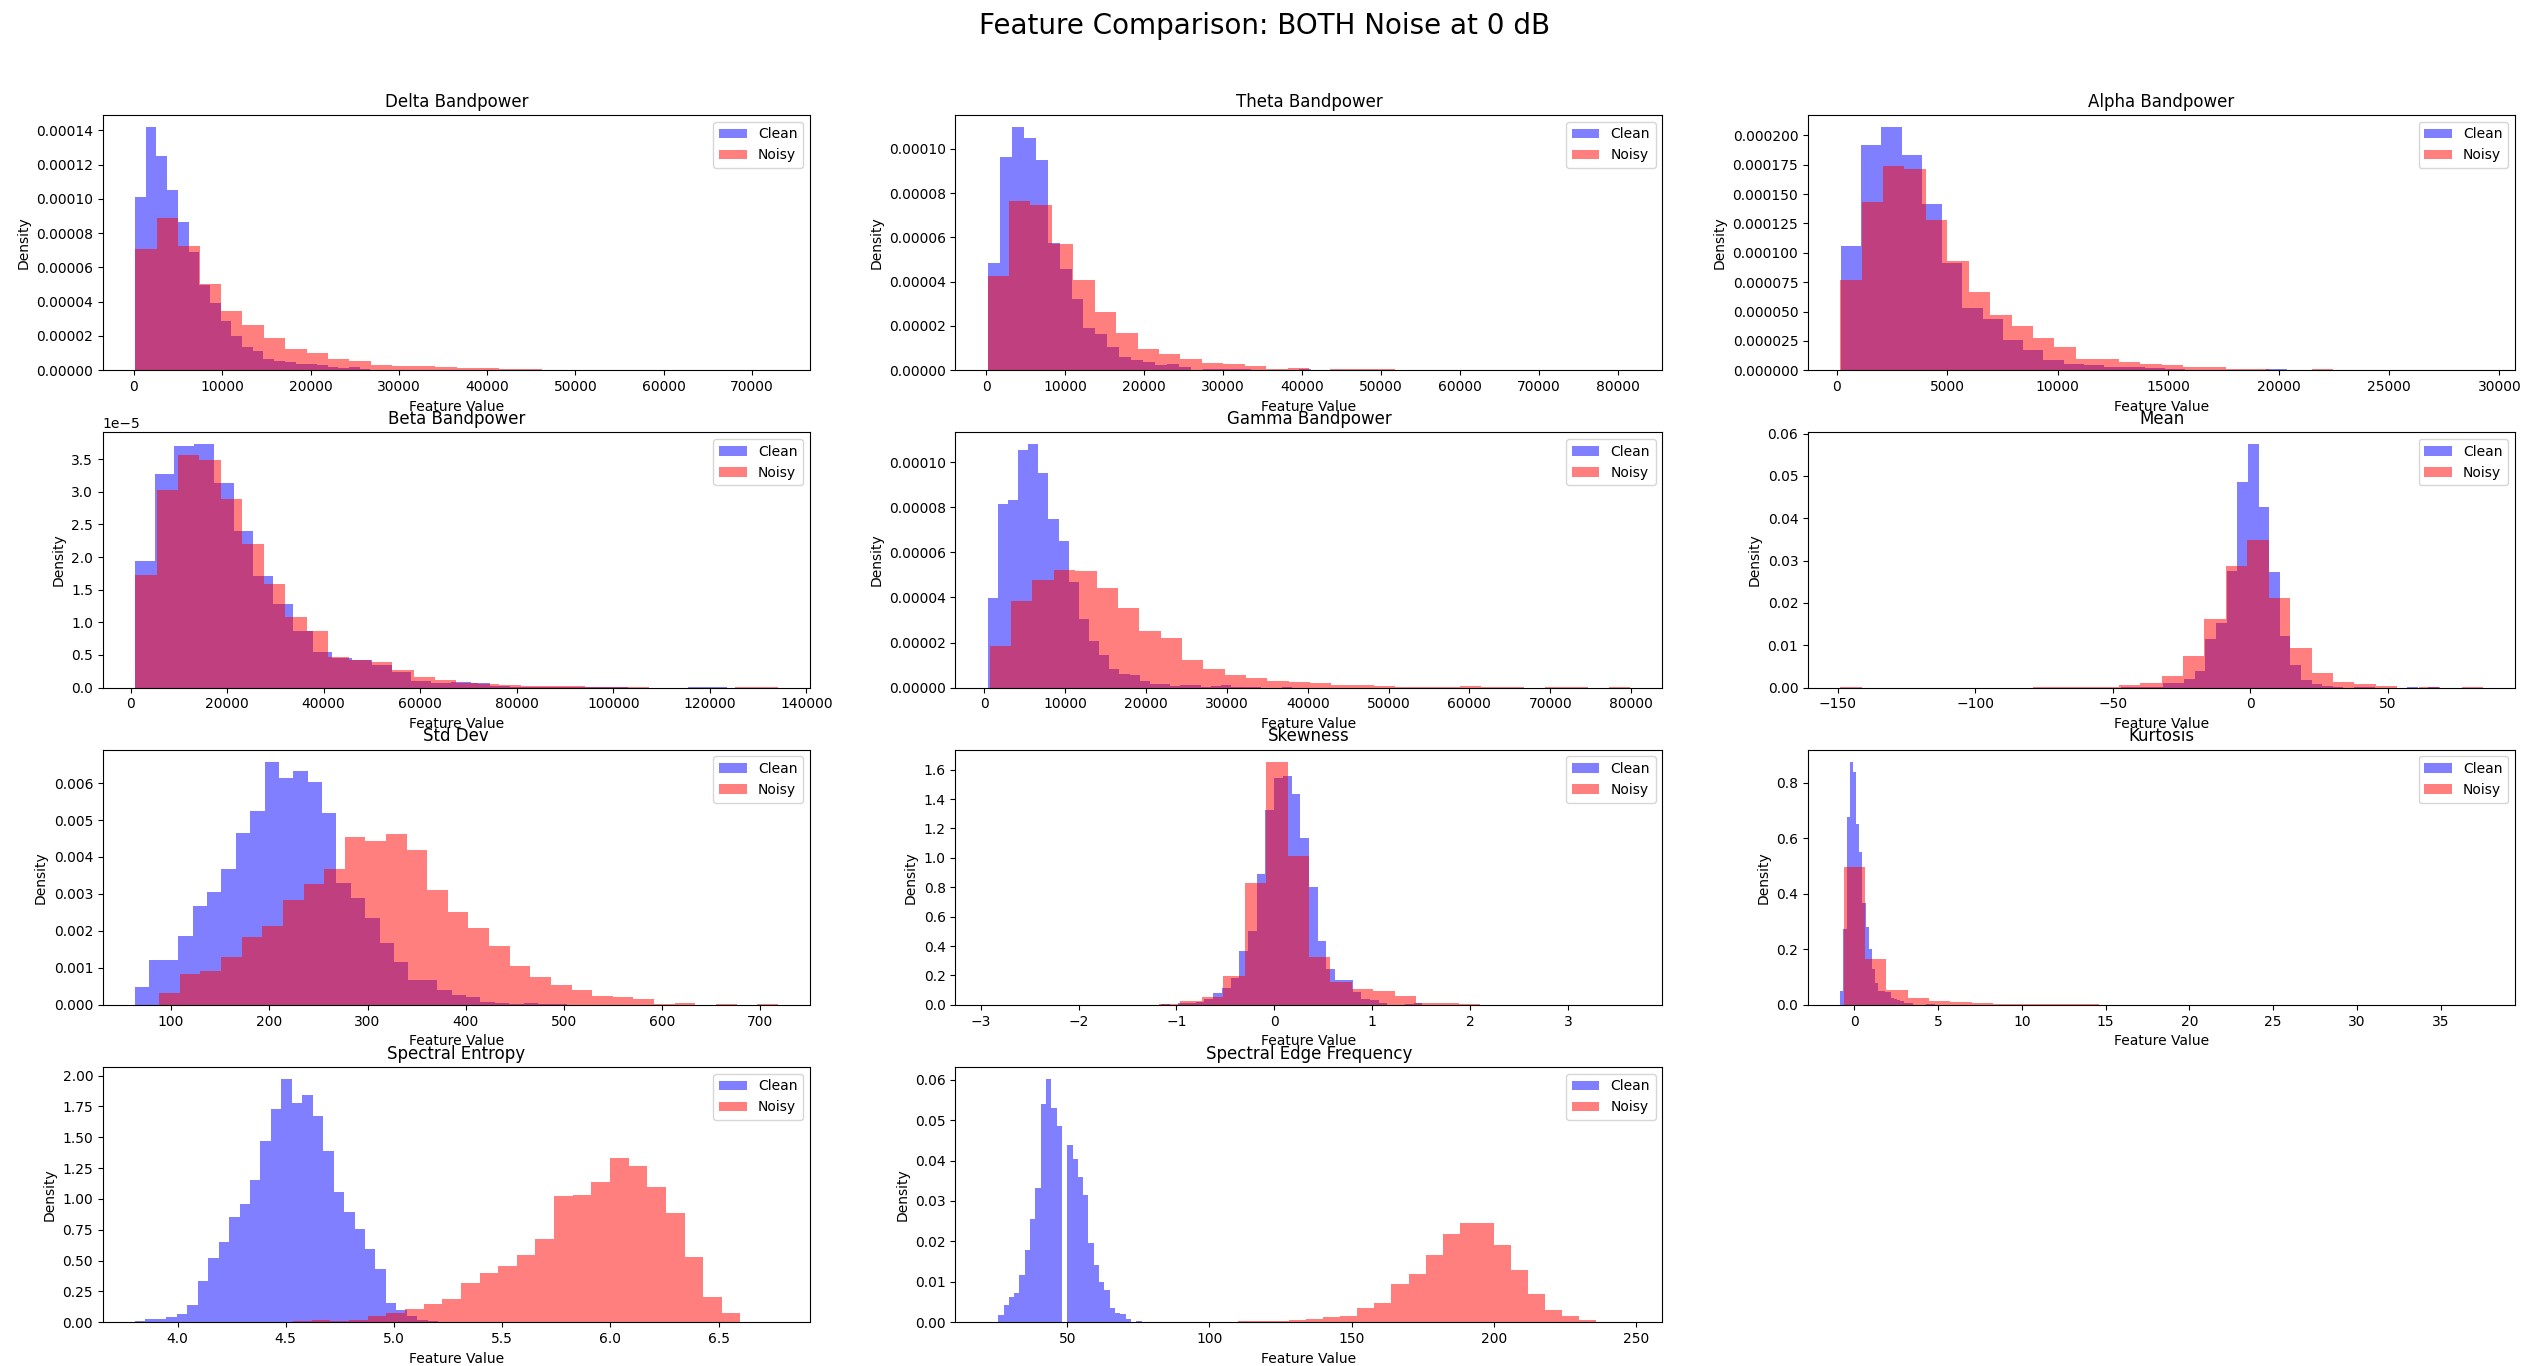 Feature Comparison: BOTH Noise at 0 dB
Delta Bandpower
Density
0.00014
0.00012
0.00010
0.00008
0.00006
0.00004
0.00002
0.00000
0 10000 20000 30000 40000 50000 60000 70000
Feature Value
Clean
Noisy
Theta Bandpower
Density
0.00010
0.00008
0.00006
0.00004
0.00002
0.00000
0 10000 20000 30000 40000 50000 60000 70000 80000
Feature Value
Clean
Noisy
Alpha Bandpower
Density
0.000200
0.000175
0.000150
0.000125
0.000100
0.000075
0.000050
0.000025
0.000000
0 5000 10000 15000 20000 25000 30000
Feature Value
Clean
Noisy
Beta Bandpower
1e−5
Density
3.5
3.0
2.5
2.0
1.5
1.0
0.5
0.0
0 20000 40000 60000 80000 100000 120000 140000
Feature Value
Clean
Noisy
Gamma Bandpower
Density
0.00010
0.00008
0.00006
0.00004
0.00002
0.00000
0 10000 20000 30000 40000 50000 60000 70000 80000
Feature Value
Clean
Noisy
Mean
Density
0.06
0.05
0.04
0.03
0.02
0.01
0.00
−150 −100 −50 0 50
Feature Value
Clean
Noisy
Std Dev
Density
0.006
0.005
0.004
0.003
0.002
0.001
0.000
100 200 300 400 500 600 700
Feature Value
Clean
Noisy
Skewness
Density
1.6
1.4
1.2
1.0
0.8
0.6
0.4
0.2
0.0
−3 −2 −1 0 1 2 3
Feature Value
Clean
Noisy
Kurtosis
Density
0.8
0.6
0.4
0.2
0.0
0 5 10 15 20 25 30 35
Feature Value
Clean
Noisy
Spectral Entropy
Density
2.00
1.75
1.50
1.25
1.00
0.75
0.50
0.25
0.00
4.0 4.5 5.0 5.5 6.0 6.5
Feature Value
Clean
Noisy
Spectral Edge Frequency
Density
0.06
0.05
0.04
0.03
0.02
0.01
0.00
50 100 150 200 250
Feature Value
Clean
Noisy